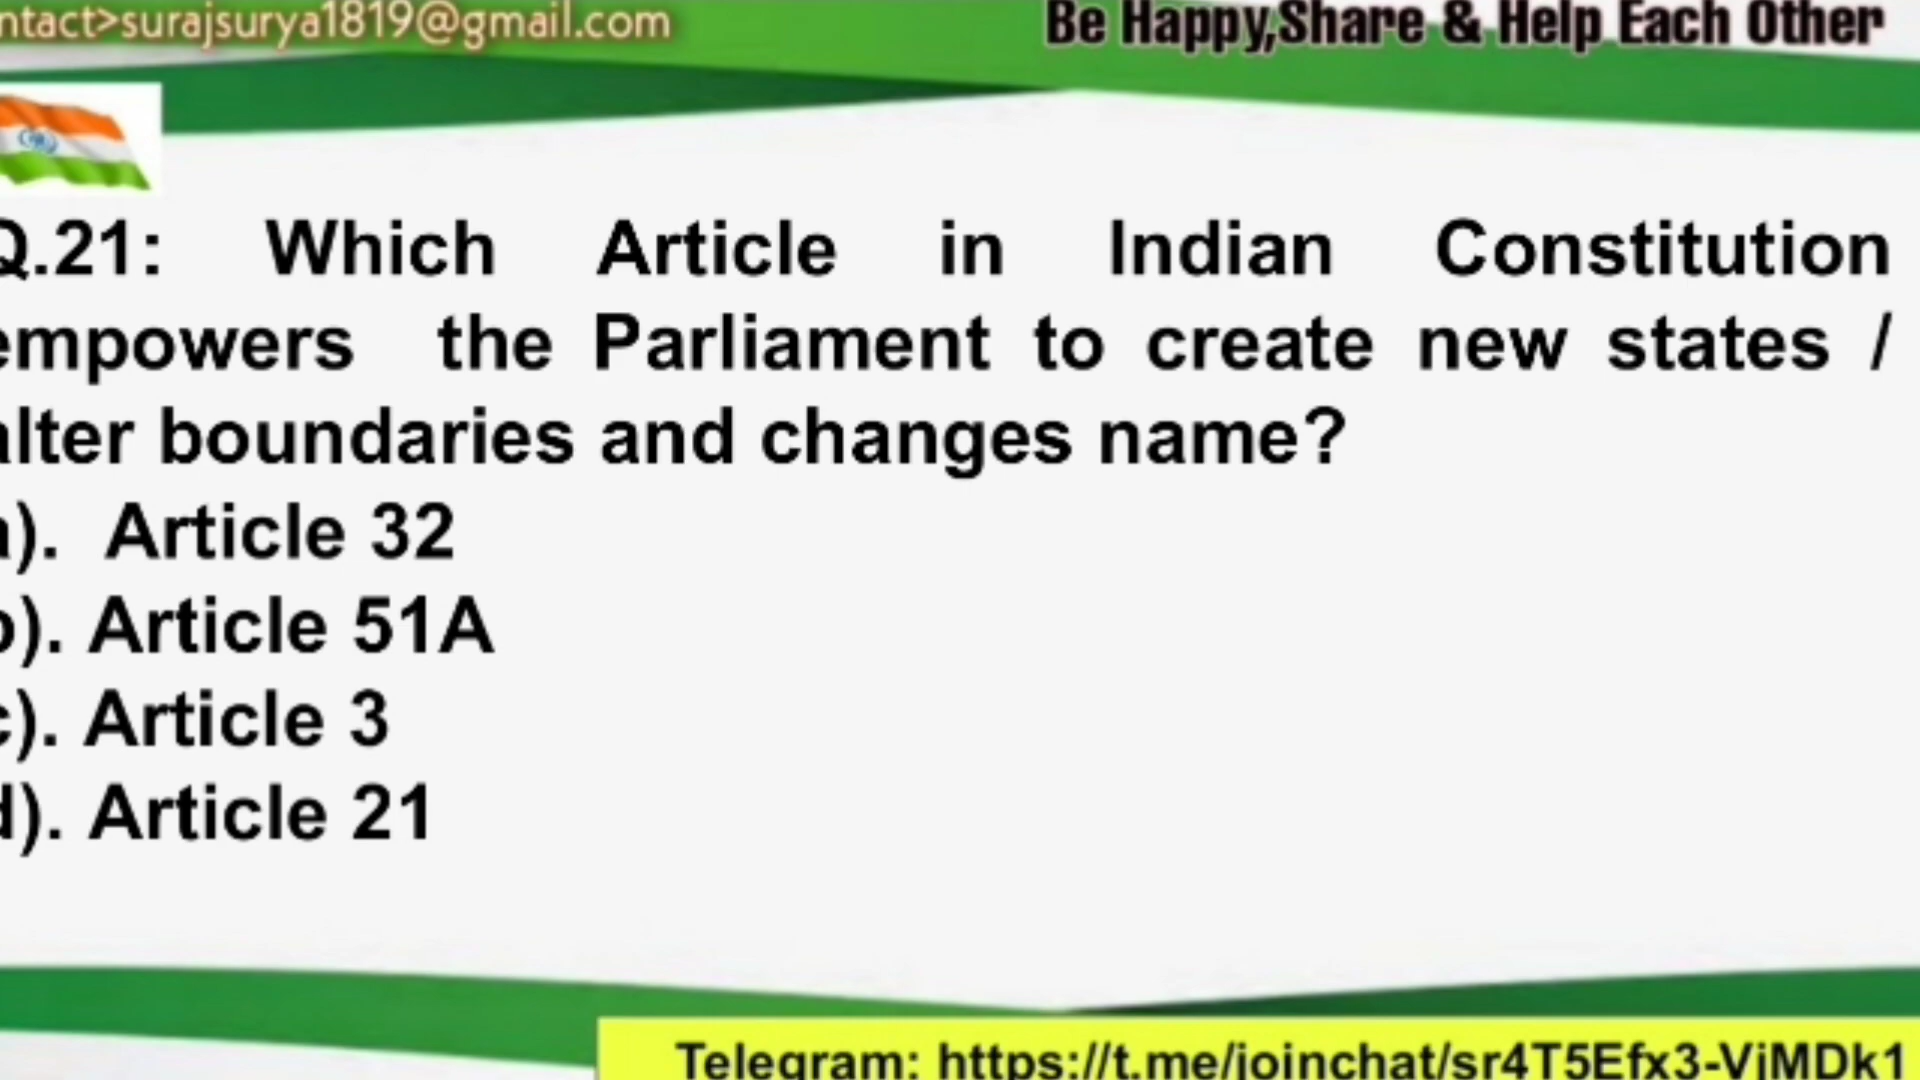 ntact>surajsurya1819@gmail.com
Be Happy,Share & Help Each Other
Q.21: Which Article in Indian Constitution
empowers the Parliament to create new states /
alter boundaries and changes name?
a). Article 32
b). Article 51A
c). Article 3
d). Article 21
Telegram: https://t.me/joinchat/sr4T5Efx3-VjMDk1